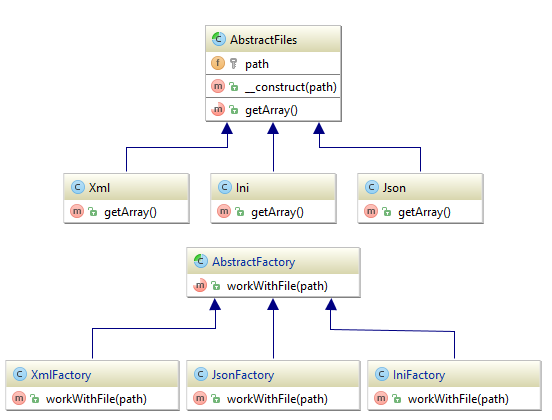 AbstractFiles
path
__construct(path)
getArray()
Xml
getArray()
Ini
getArray()
Json
getArray()
AbstractFactory
workWithFile(path)
XmlFactory
workWithFile(path)
JsonFactory
workWithFile(path)
IniFactory
workWithFile(path)